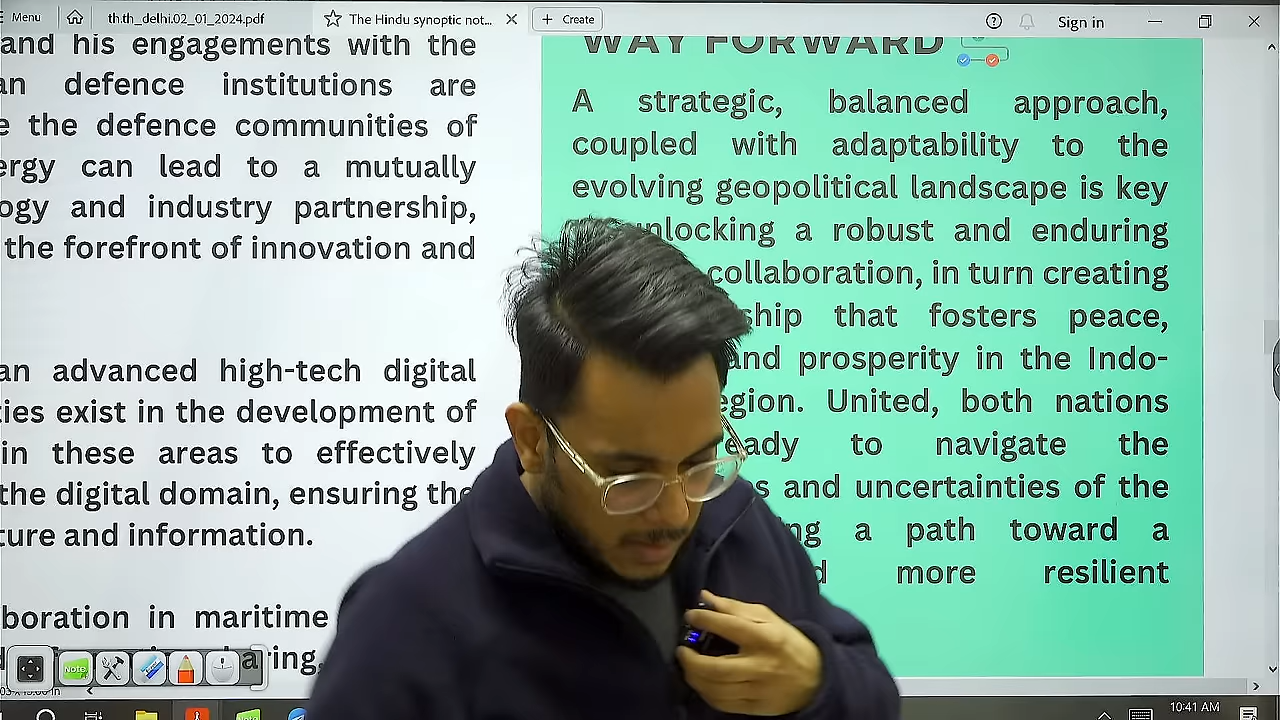 Menu
th.th_delhi.02_01_2024.pdf
The Hindu synoptic not...
Create
Sign in
and his engagements with the
an defence institutions are
e the defence communities of
ergy can lead to a mutually
ogy and industry partnership,
the forefront of innovation and
an advanced high-tech digital
ties exist in the development of
in these areas to effectively
the digital domain, ensuring the
ture and information.
boration in maritime
WAY FORWARD
A strategic, balanced approach,
coupled with adaptability to the
evolving geopolitical landscape is key
unlocking a robust and enduring
collaboration, in turn creating
ship that fosters peace,
and prosperity in the Indo-
egion. United, both nations
eady to navigate the
s and uncertainties of the
ng a path toward a
d more resilient
Note
10:41 AM